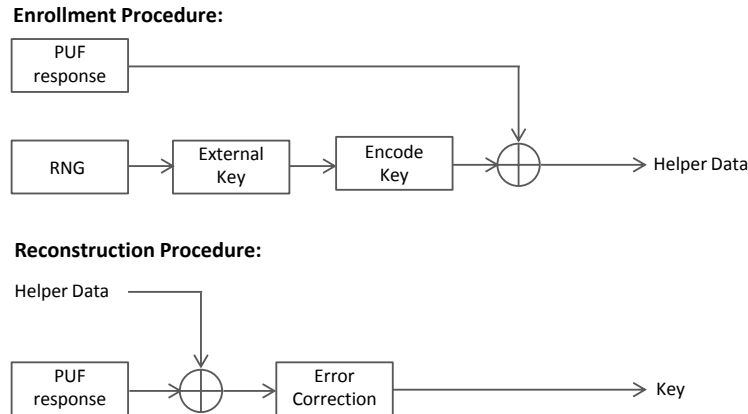 Enrollment Procedure:
PUF
response
RNG
External
Key
Encode
Key
Helper Data
Reconstruction Procedure:
Helper Data
PUF
response
Error
Correction
Key